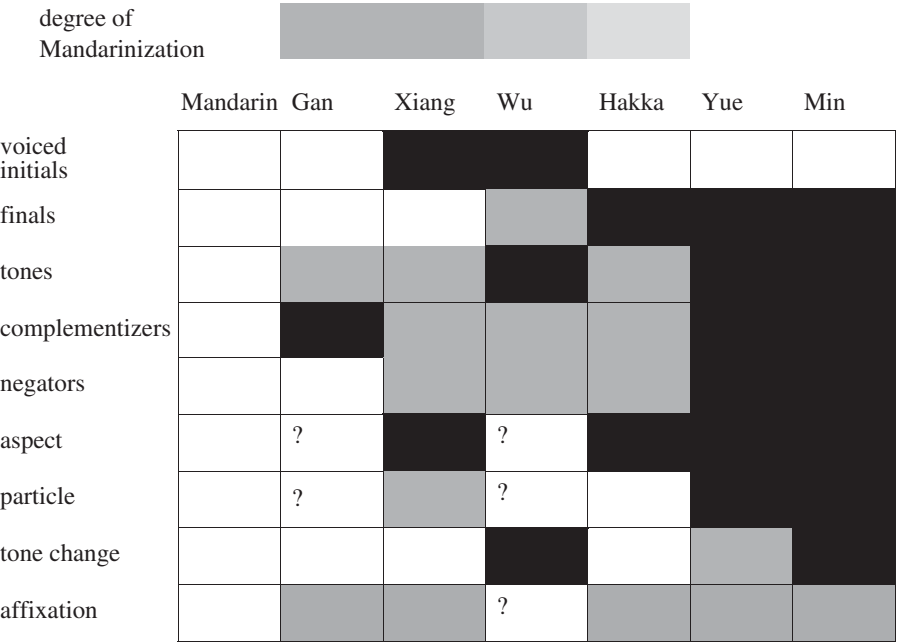 degree of
Mandarinization
Mandarin Gan Xiang Wu Hakka Yue Min
voiced
initials
finals
tones
complementizers
negators
aspect ? ?
particle ? ?
tone change
affixation ?